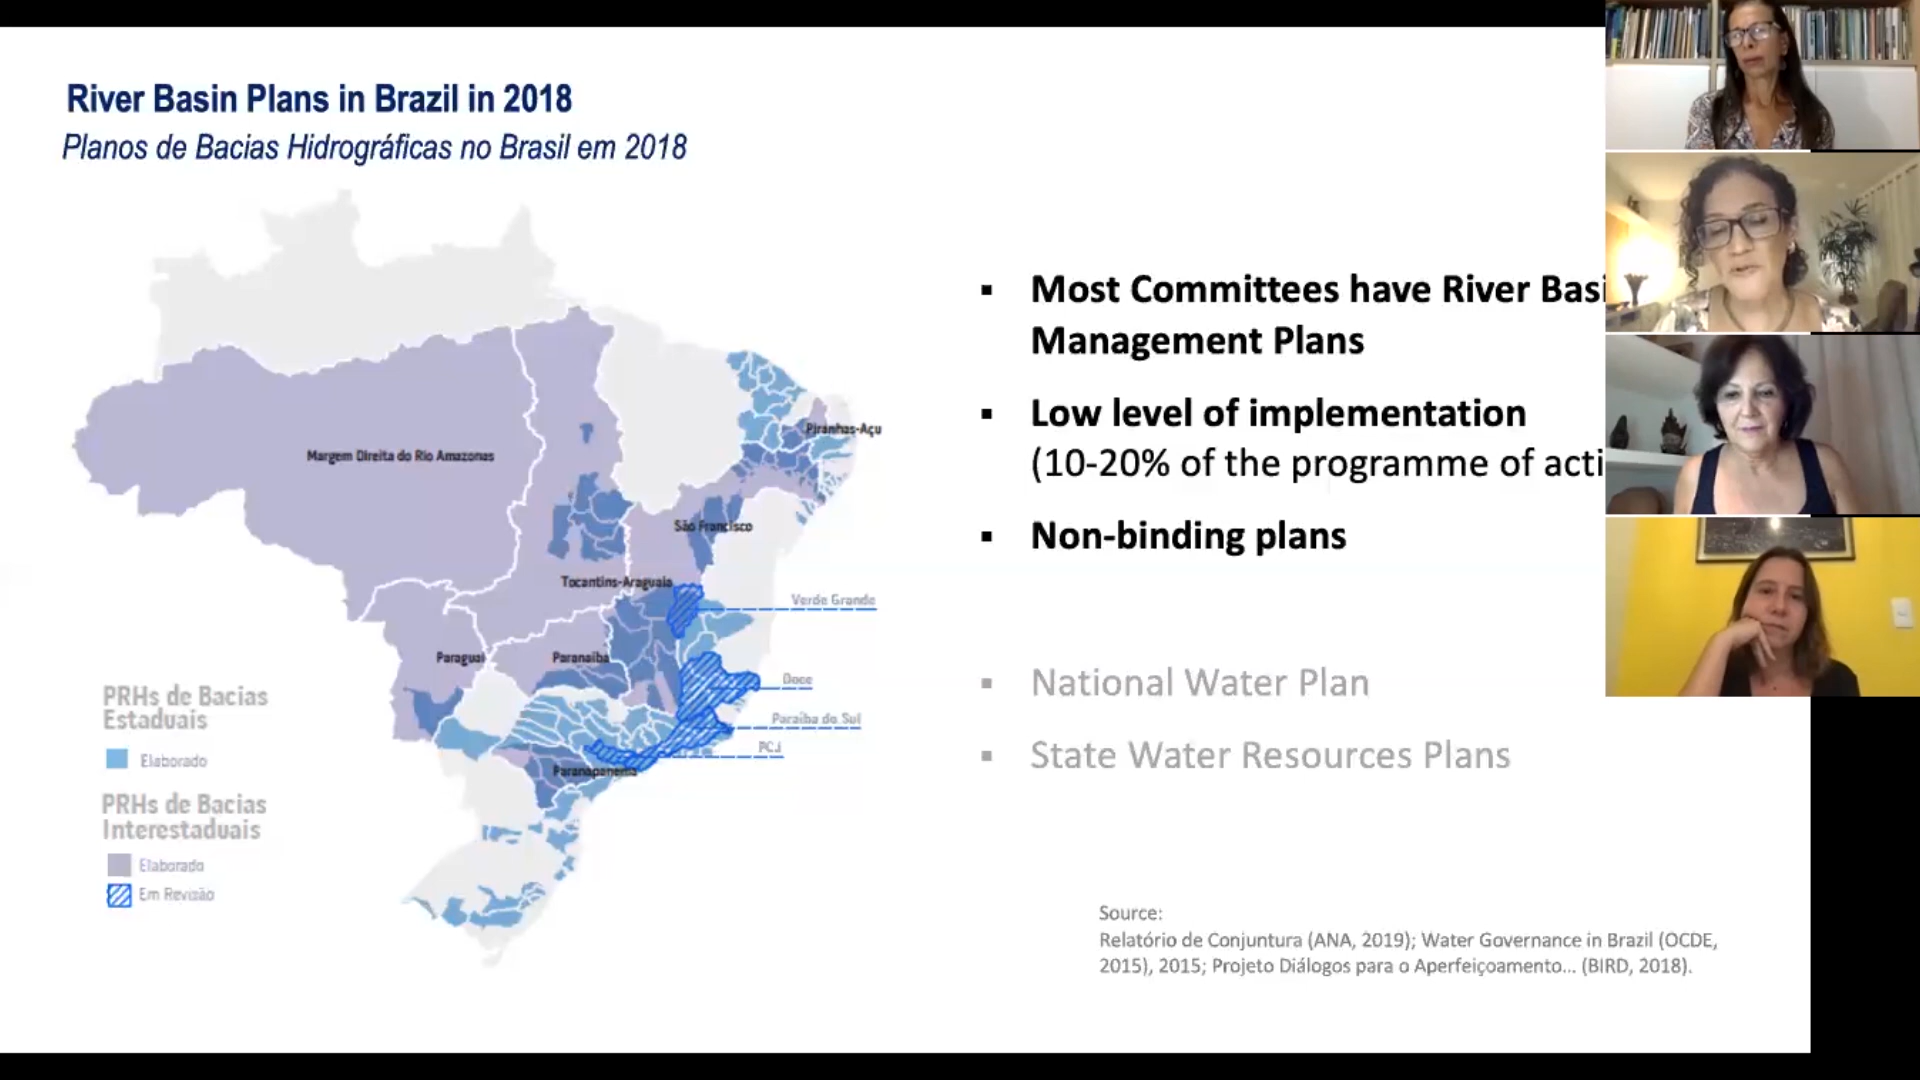 River Basin Plans in Brazil in 2018
Planos de Bacias Hidrográficas no Brasil em 2018
▪ Most Committees have River Basi
Management Plans
▪ Low level of implementation
(10-20% of the programme of acti
▪ Non-binding plans
▪ National Water Plan
▪ State Water Resources Plans
Piranhas-Açu
Margem Direita do Rio Amazonas
São Francisco
Tocantins-Araguaia
Verde Grande
Paraguai
Paranaíba
Doce
Paraíba do Sul
PCJ
Paranapanema
PRHs de Bacias
Estaduais
Elaborado
PRHs de Bacias
Interestaduais
Elaborado
Em Revisão
Source:
Relatório de Conjuntura (ANA, 2019); Water Governance in Brazil (OCDE,
2015), 2015; Projeto Diálogos para o Aperfeiçoamento... (BIRD, 2018).